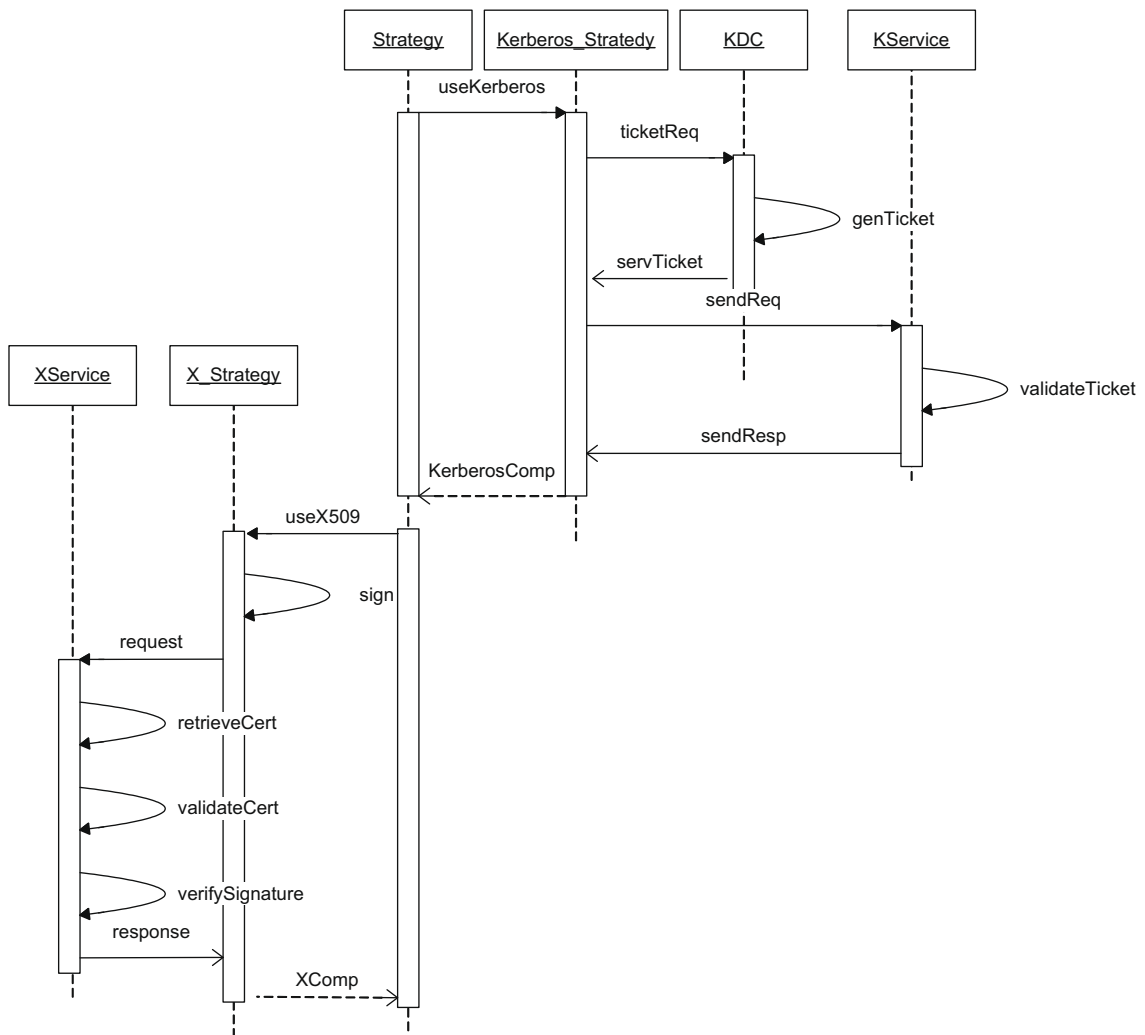 Strategy
Kerberos_Stratedy
KDC
KService
useKerberos
ticketReq
genTicket
servTicket
sendReq
XService
X_Strategy
validateTicket
sendResp
KerberosComp
useX509
sign
request
retrieveCert
validateCert
verifySignature
response
XComp